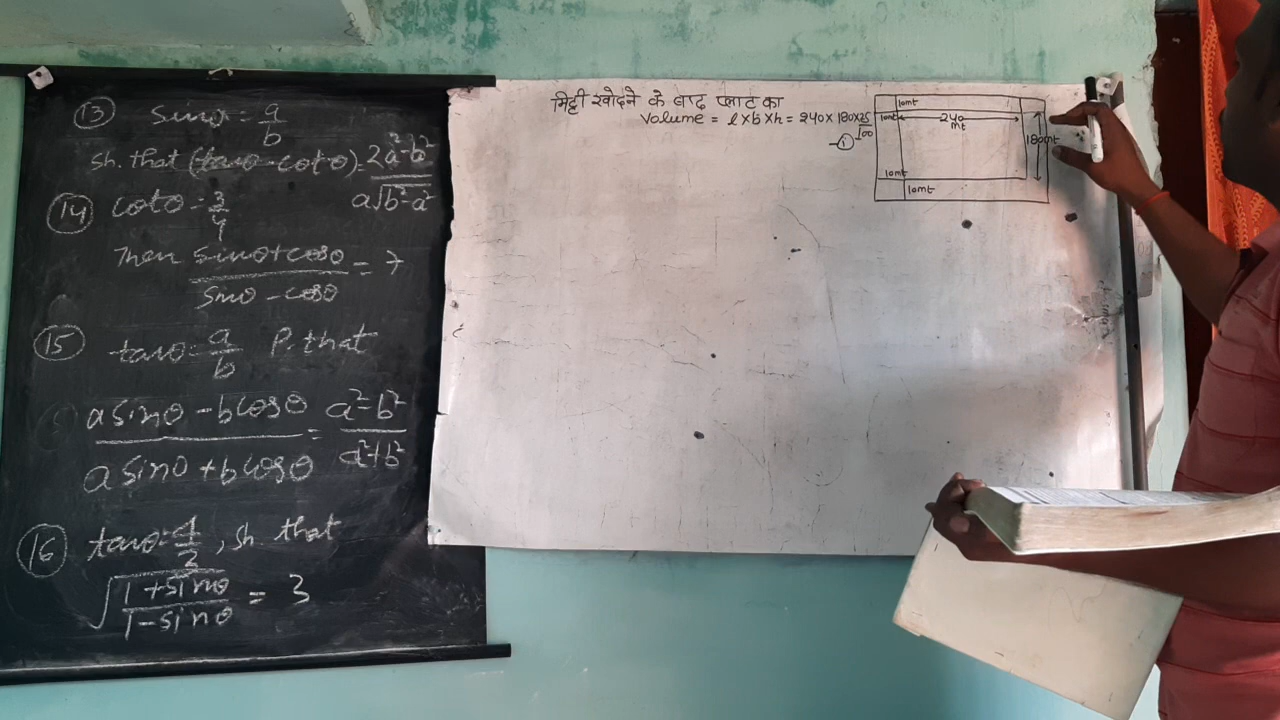 (13) sinθ = a/b
sh. that (tanθ - cotθ) = 2a²-b²/a√b²-a²
(14) cotθ = 3/4
Then sinθ+cosθ/sinθ-cosθ = 7
(15) tanθ = a/b P. that
a sinθ - b cosθ/a sinθ + b cosθ = a²-b²/a²+b²
(16) tanθ = 4/2, sh that
√1+sinθ/1-sinθ = 3
मिट्टी खोदने के बाद प्लाट का
Volume = l x b x h = 240 x 180 x 25/100
-①
10mt
10mt
240 mt
180mt
10mt
10mt